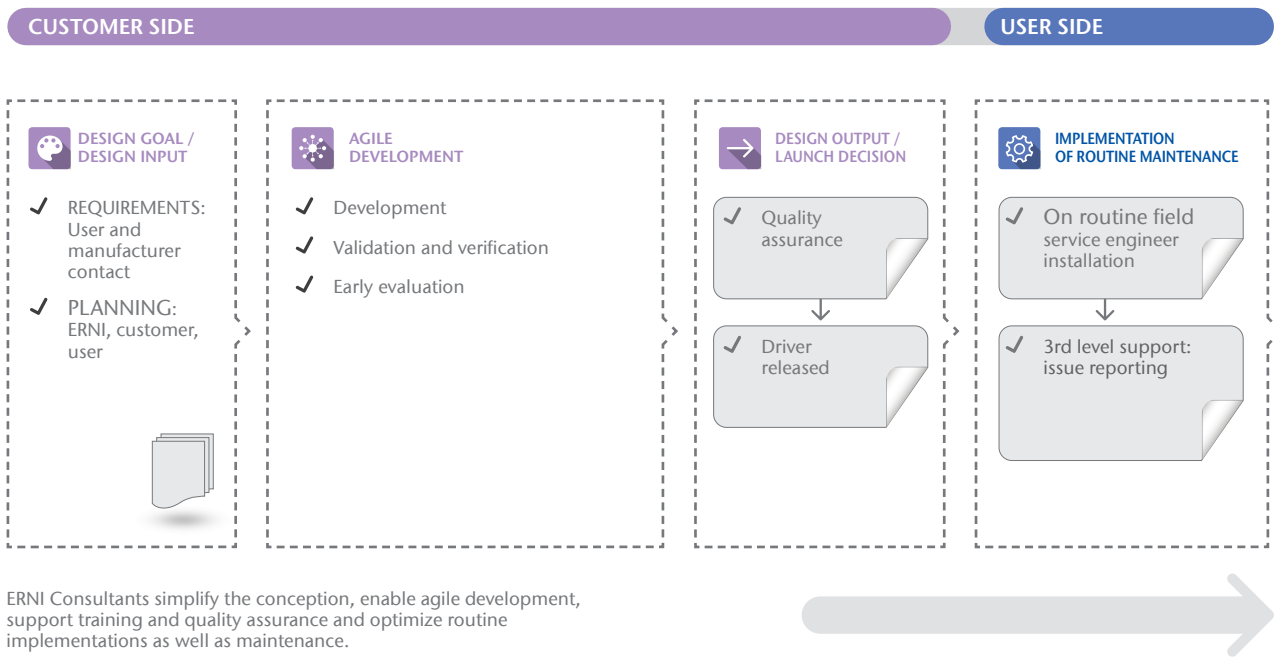 CUSTOMER SIDE
USER SIDE
DESIGN GOAL /
DESIGN INPUT
REQUIREMENTS:
User and
manufacturer
contact
PLANNING:
ERNI, customer,
user
AGILE
DEVELOPMENT
Development
Validation and verification
Early evaluation
DESIGN OUTPUT /
LAUNCH DECISION
Quality
assurance
Driver
released
IMPLEMENTATION
OF ROUTINE MAINTENANCE
On routine field
service engineer
installation
3rd level support:
issue reporting
ERNI Consultants simplify the conception, enable agile development,
support training and quality assurance and optimize routine
implementations as well as maintenance.